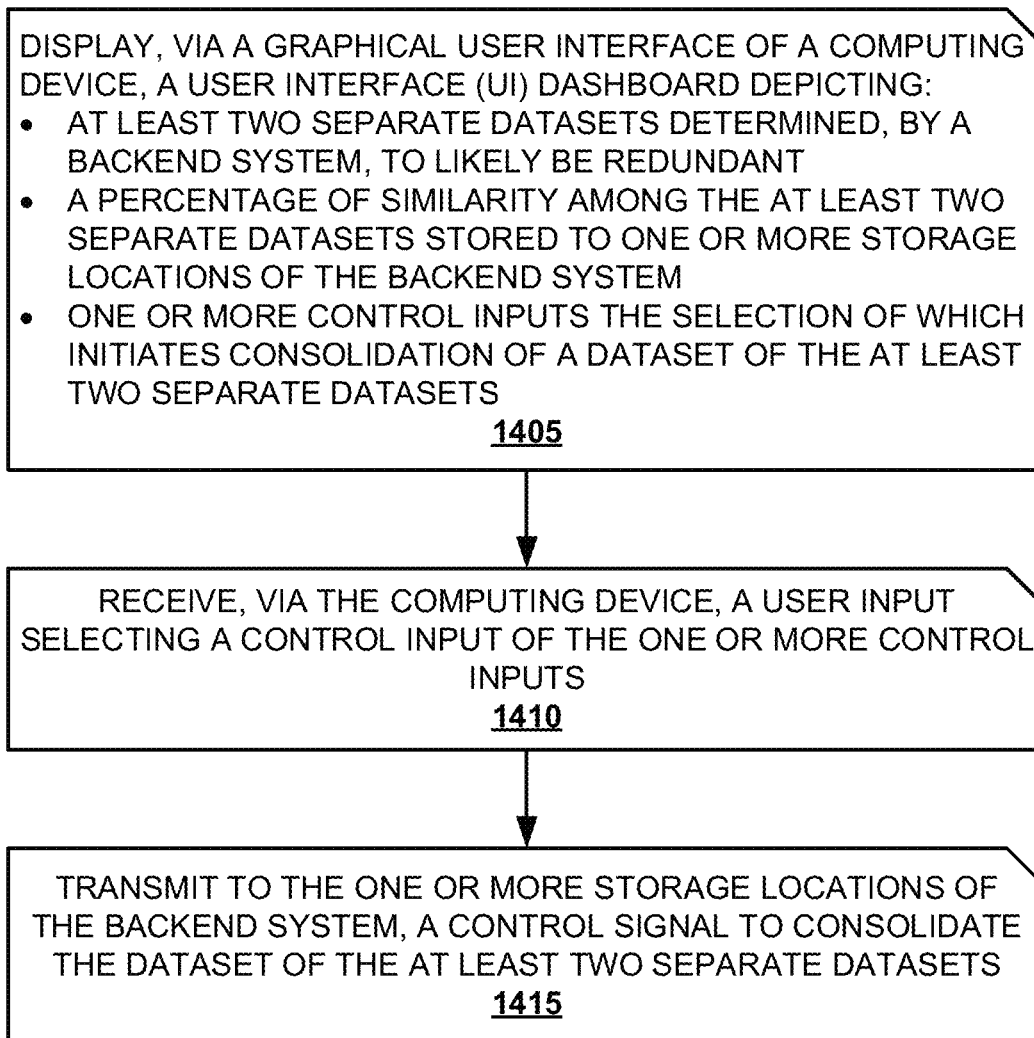 DISPLAY, VIA A GRAPHICAL USER INTERFACE OF A COMPUTING
DEVICE, A USER INTERFACE (UI) DASHBOARD DEPICTING:
• AT LEAST TWO SEPARATE DATASETS DETERMINED, BY A
BACKEND SYSTEM, TO LIKELY BE REDUNDANT
• A PERCENTAGE OF SIMILARITY AMONG THE AT LEAST TWO
SEPARATE DATASETS STORED TO ONE OR MORE STORAGE
LOCATIONS OF THE BACKEND SYSTEM
• ONE OR MORE CONTROL INPUTS THE SELECTION OF WHICH
INITIATES CONSOLIDATION OF A DATASET OF THE AT LEAST
TWO SEPARATE DATASETS
1405
RECEIVE, VIA THE COMPUTING DEVICE, A USER INPUT
SELECTING A CONTROL INPUT OF THE ONE OR MORE CONTROL
INPUTS
1410
TRANSMIT TO THE ONE OR MORE STORAGE LOCATIONS OF
THE BACKEND SYSTEM, A CONTROL SIGNAL TO CONSOLIDATE
THE DATASET OF THE AT LEAST TWO SEPARATE DATASETS
1415